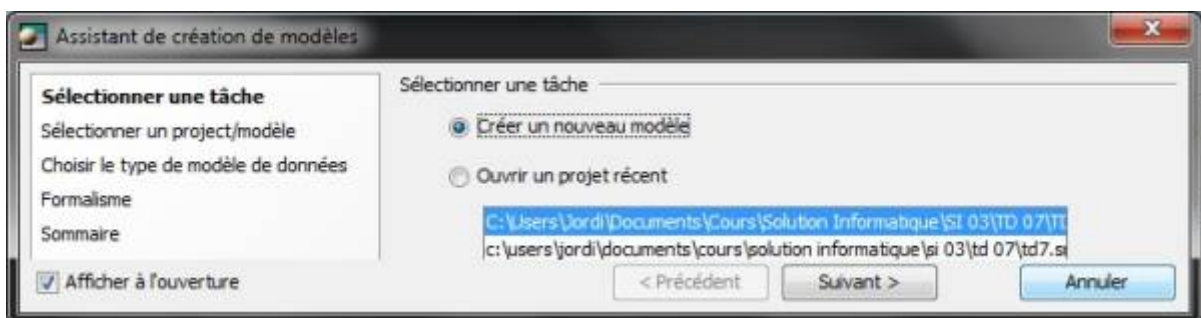 Assistant de création de modèles
Sélectionner une tâche
Sélectionner un project/modèle
Choisir le type de modèle de données
Formalisme
Sommaire
Afficher à l'ouverture
Sélectionner une tâche
Créer un nouveau modèle
Ouvrir un projet récent
C:\Users\Jordi\Documents\Cours\Solution Informatique\SI 03\TD 07\TD
c:\users\jordi\documents\cours\solution informatique\si 03\td 07\td7.s
< Précédent
Suivant >
Annuler